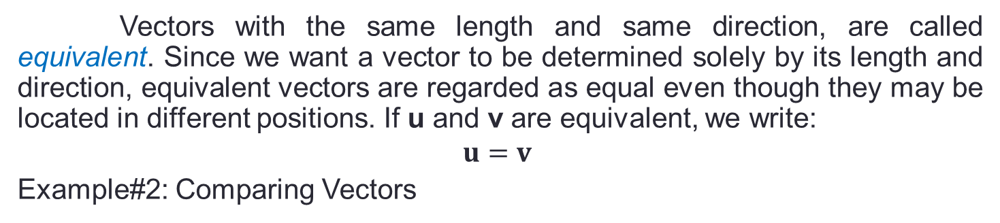 Vectors with the same length and same direction, are called
equivalent. Since we want a vector to be determined solely by its length and
direction, equivalent vectors are regarded as equal even though they may be
located in different positions. If u and v are equivalent, we write:
u = v
Example#2: Comparing Vectors